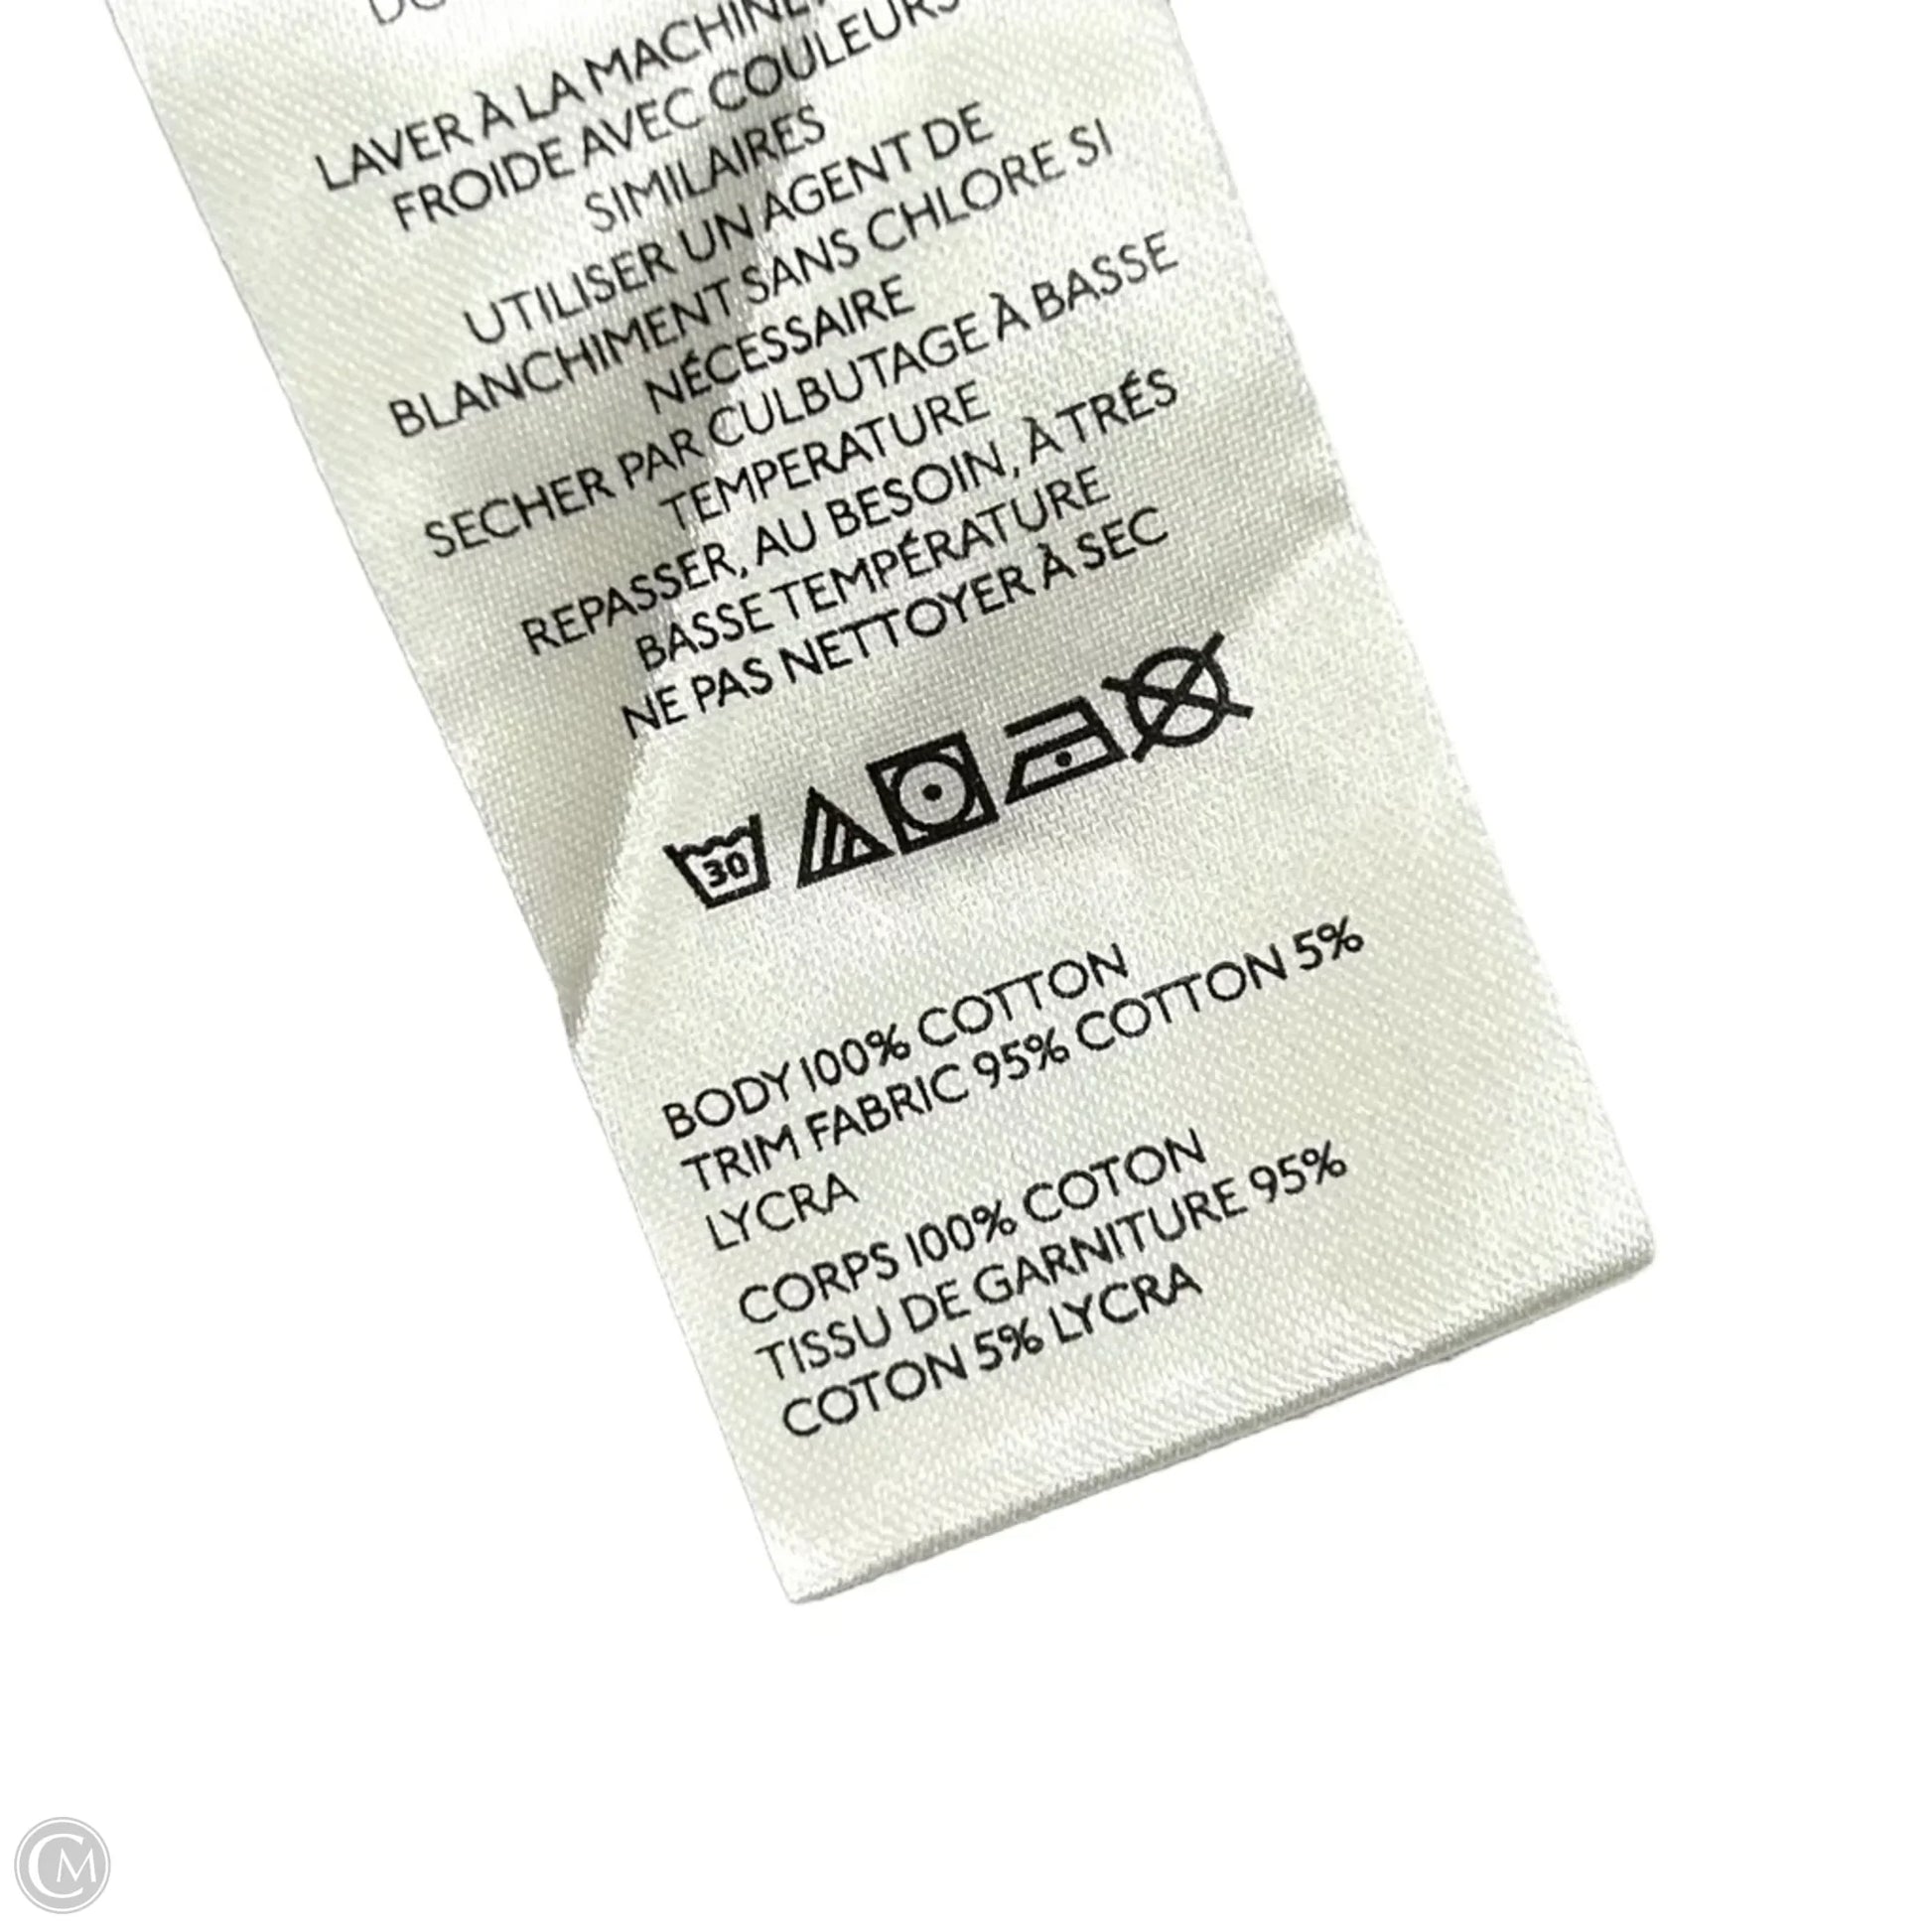 LAVER À LA MACHINE,
FROIDE AVEC COULEURS
SIMILAIRES
UTILISER UN AGENT DE
BLANCHIMENT SANS CHLORE SI
NÉCESSAIRE
SECHER PAR CULBUTAGE À BASSE
TEMPERATURE
REPASSER, AU BESOIN, À TRÉS
BASSE TEMPÉRATURE
NE PAS NETTOYER À SEC
30
BODY 100% COTTON
TRIM FABRIC 95% COTTON 5%
LYCRA
CORPS 100% COTON
TISSU DE GARNITURE 95%
COTON 5% LYCRA
CM